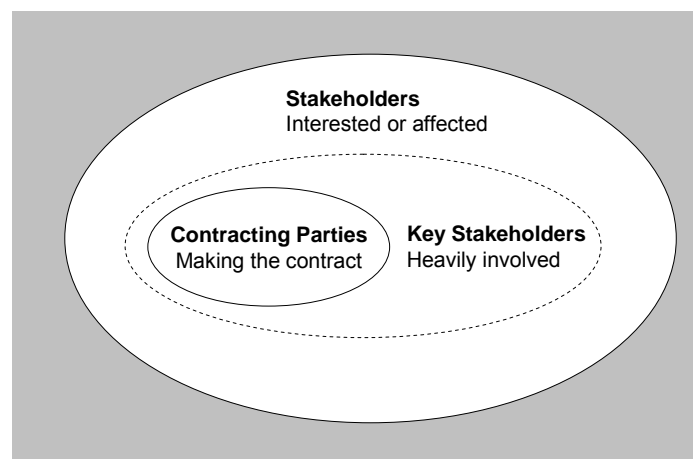 Stakeholders
Interested or affected
Contracting Parties
Making the contract
Key Stakeholders
Heavily involved